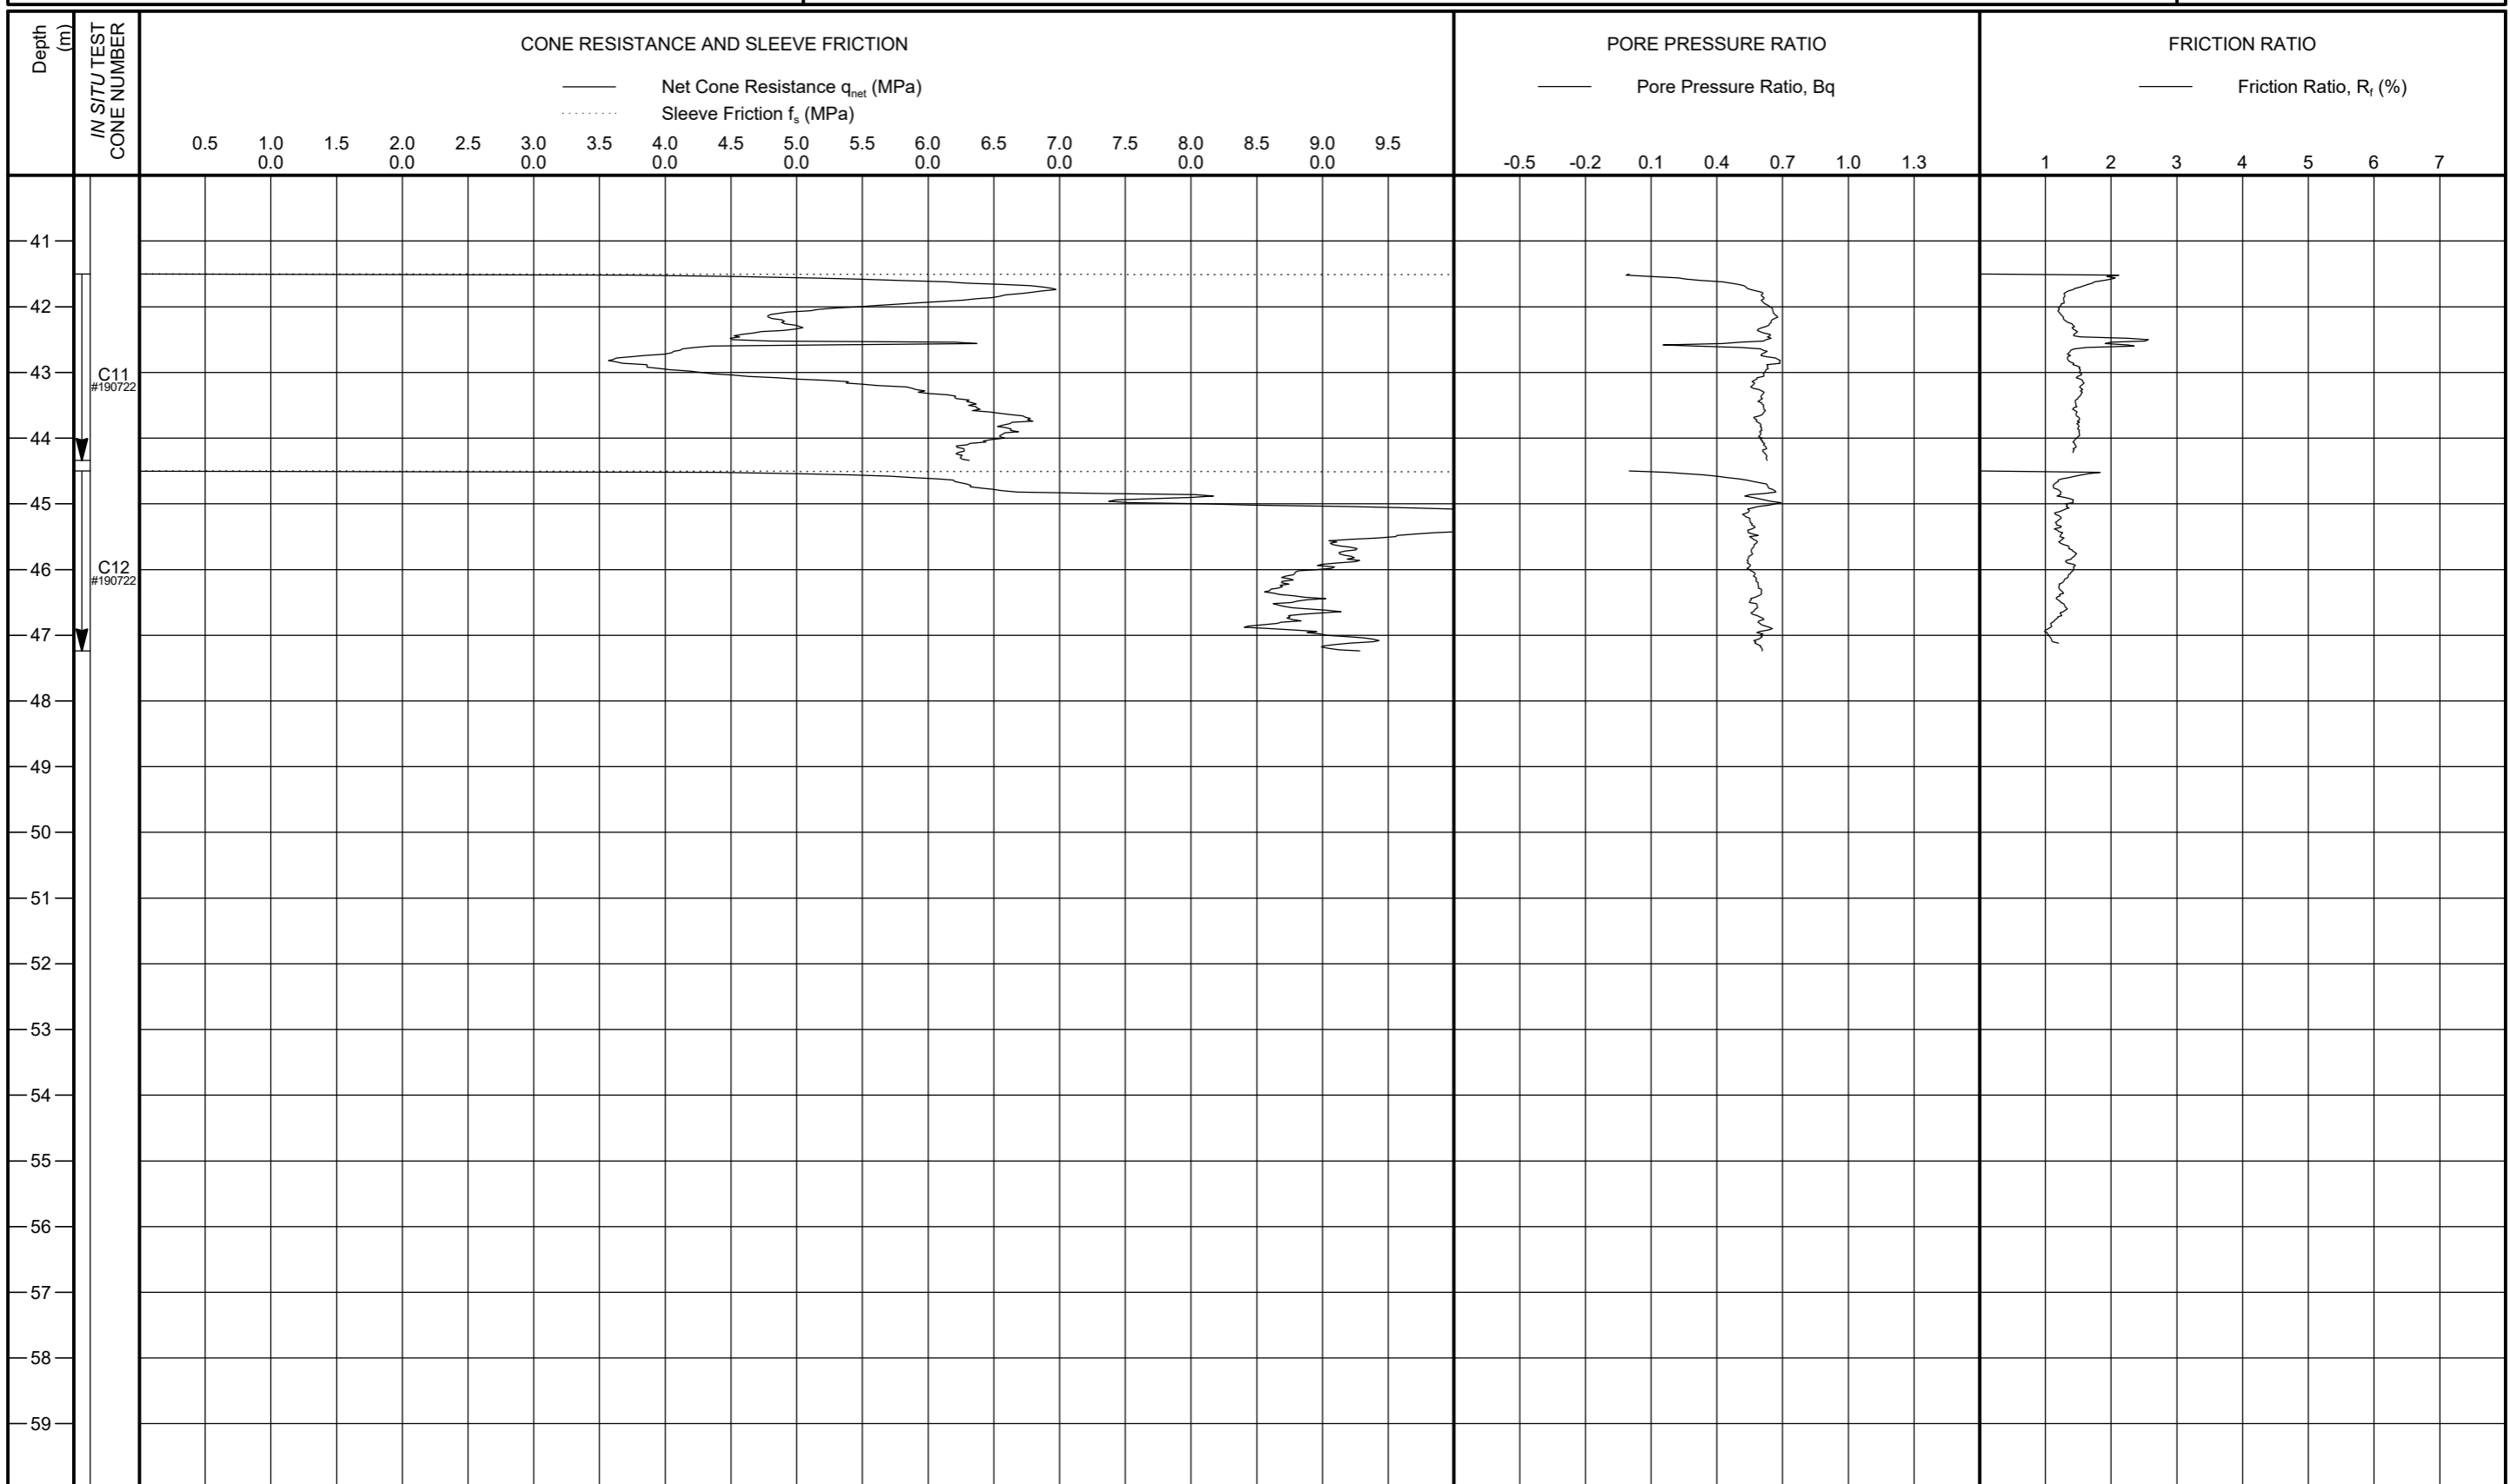 Depth
(m)
IN SITU TEST
CONE NUMBER
CONE RESISTANCE AND SLEEVE FRICTION
Net Cone Resistance qnet (MPa)
Sleeve Friction fs (MPa)
0.5 1.0 1.5 2.0 2.5 3.0 3.5 4.0 4.5 5.0 5.5 6.0 6.5 7.0 7.5 8.0 8.5 9.0 9.5
0.0 0.0 0.0 0.0 0.0 0.0 0.0 0.0 0.0
PORE PRESSURE RATIO
Pore Pressure Ratio, Bq
-0.5 -0.2 0.1 0.4 0.7 1.0 1.3
FRICTION RATIO
Friction Ratio, Rf (%)
1 2 3 4 5 6 7
41
42
43
C11
#190722
44
45
46
C12
#190722
47
48
49
50
51
52
53
54
55
56
57
58
59